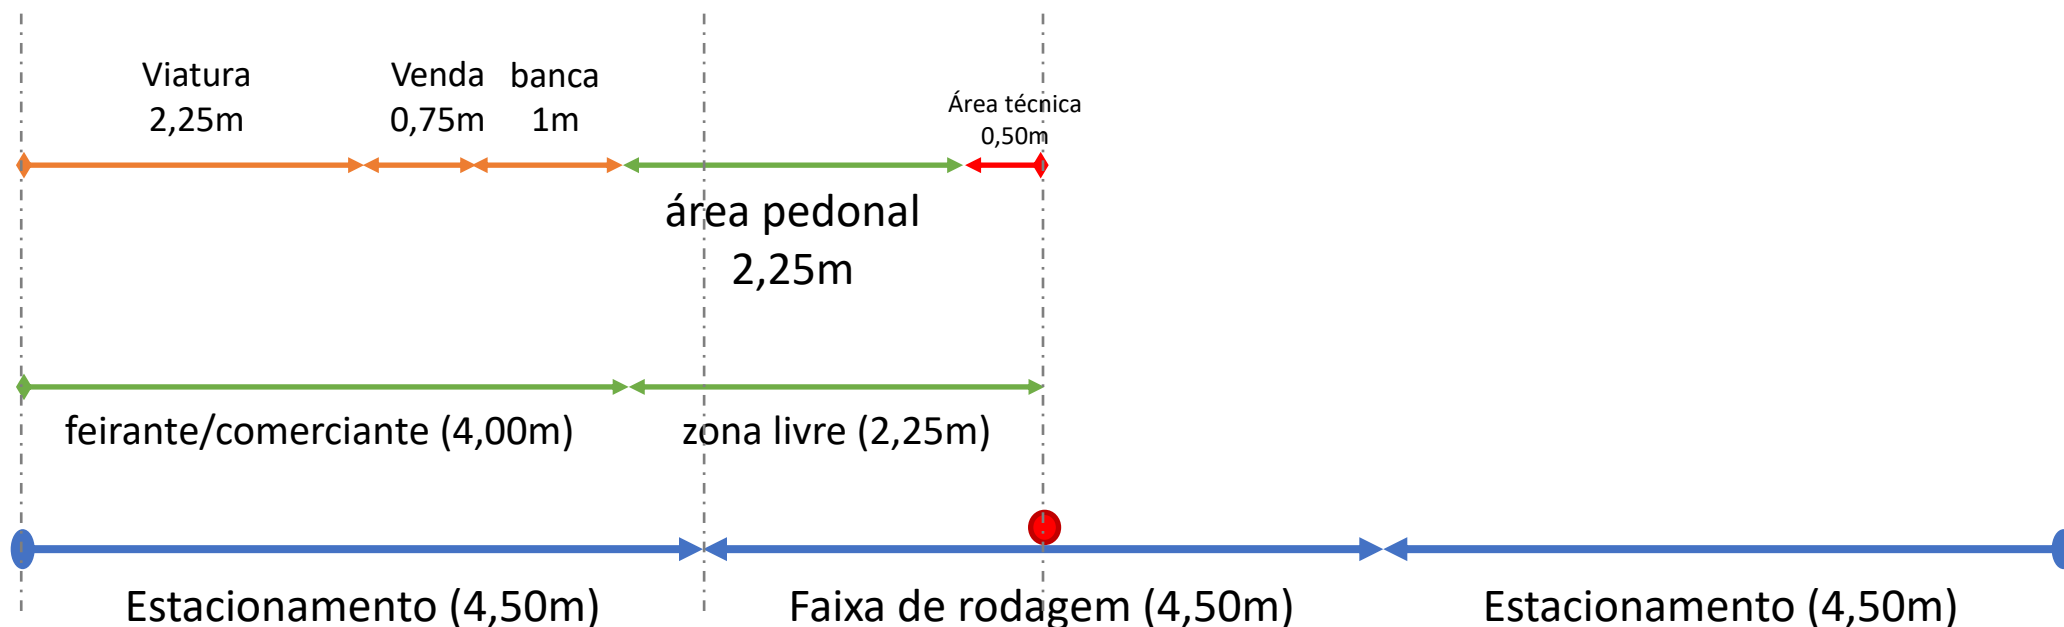 Viatura
2,25m
Venda
0,75m
banca
1m
Área técnica
0,50m
área pedonal
2,25m
feirante/comerciante (4,00m)
zona livre (2,25m)
Estacionamento (4,50m)
Faixa de rodagem (4,50m)
Estacionamento (4,50m)